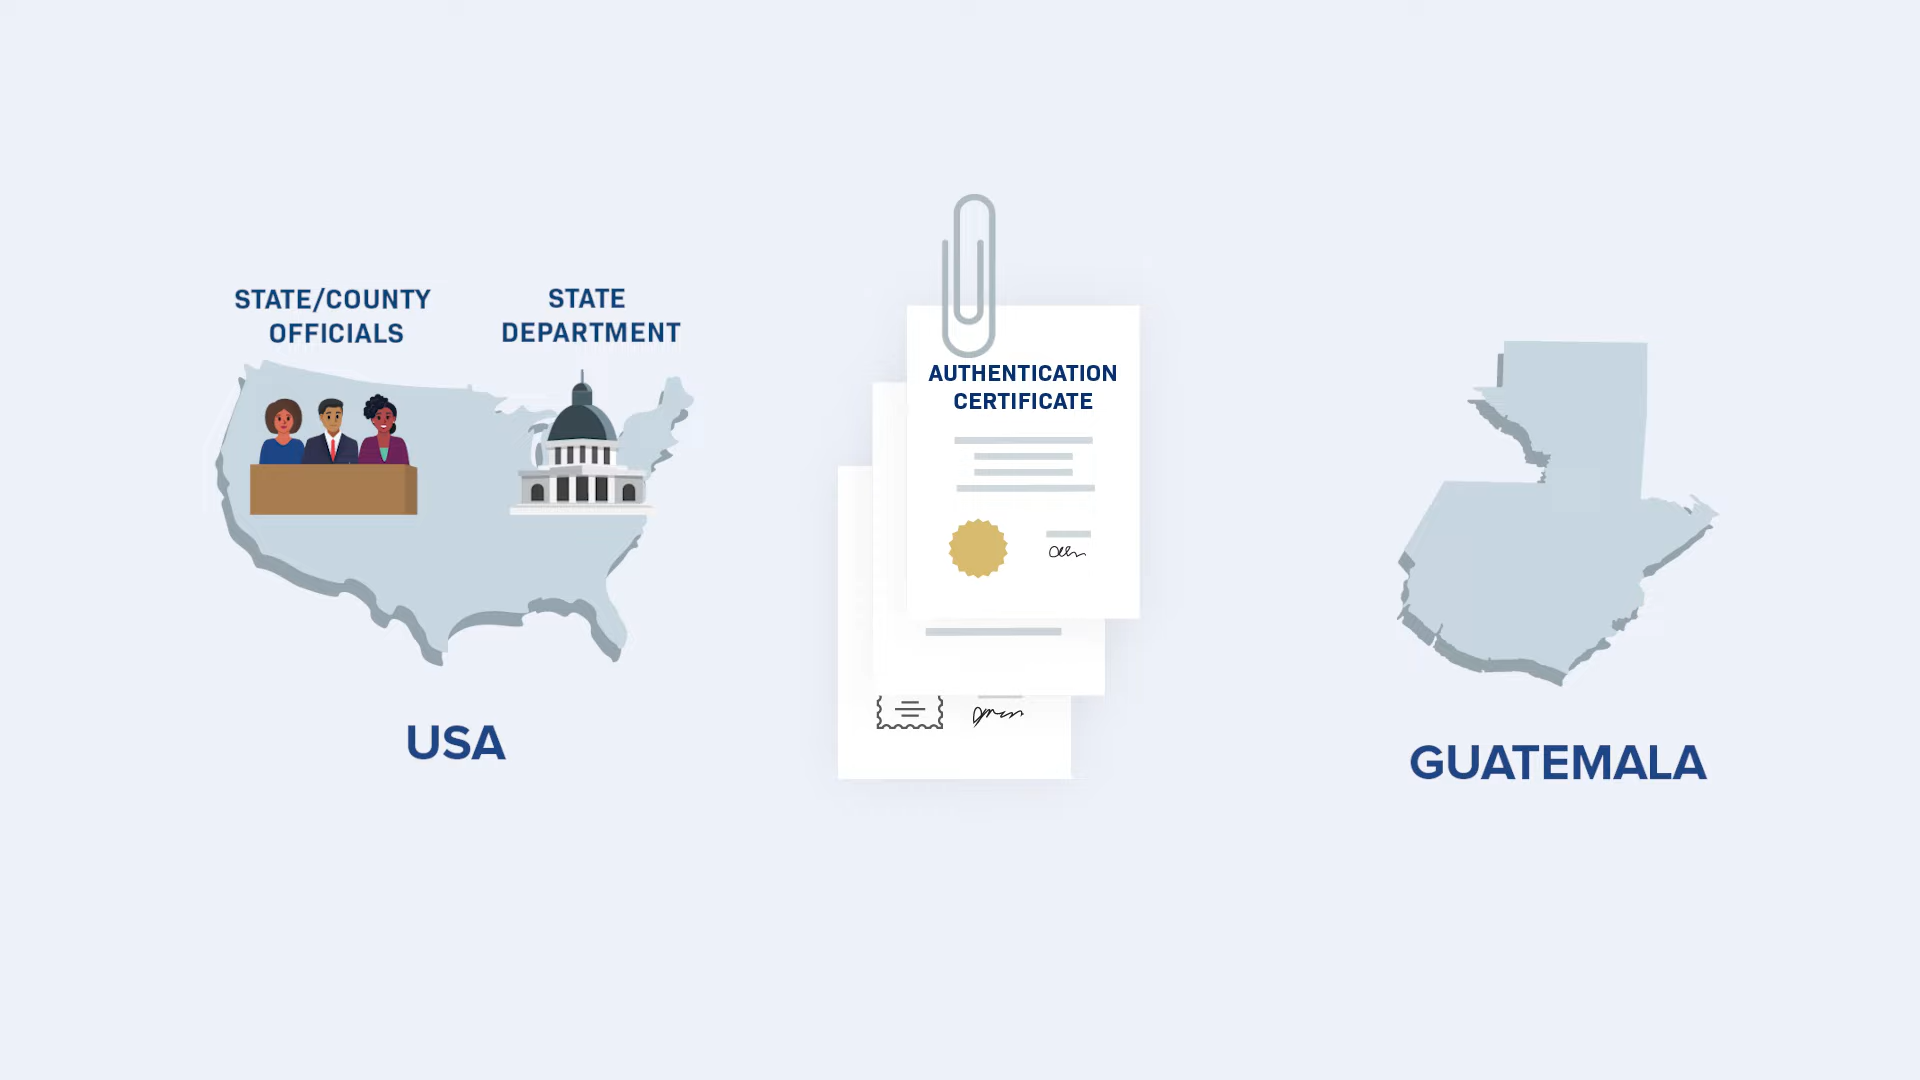 STATE/COUNTY
OFFICIALS
STATE
DEPARTMENT
AUTHENTICATION
CERTIFICATE
USA
GUATEMALA